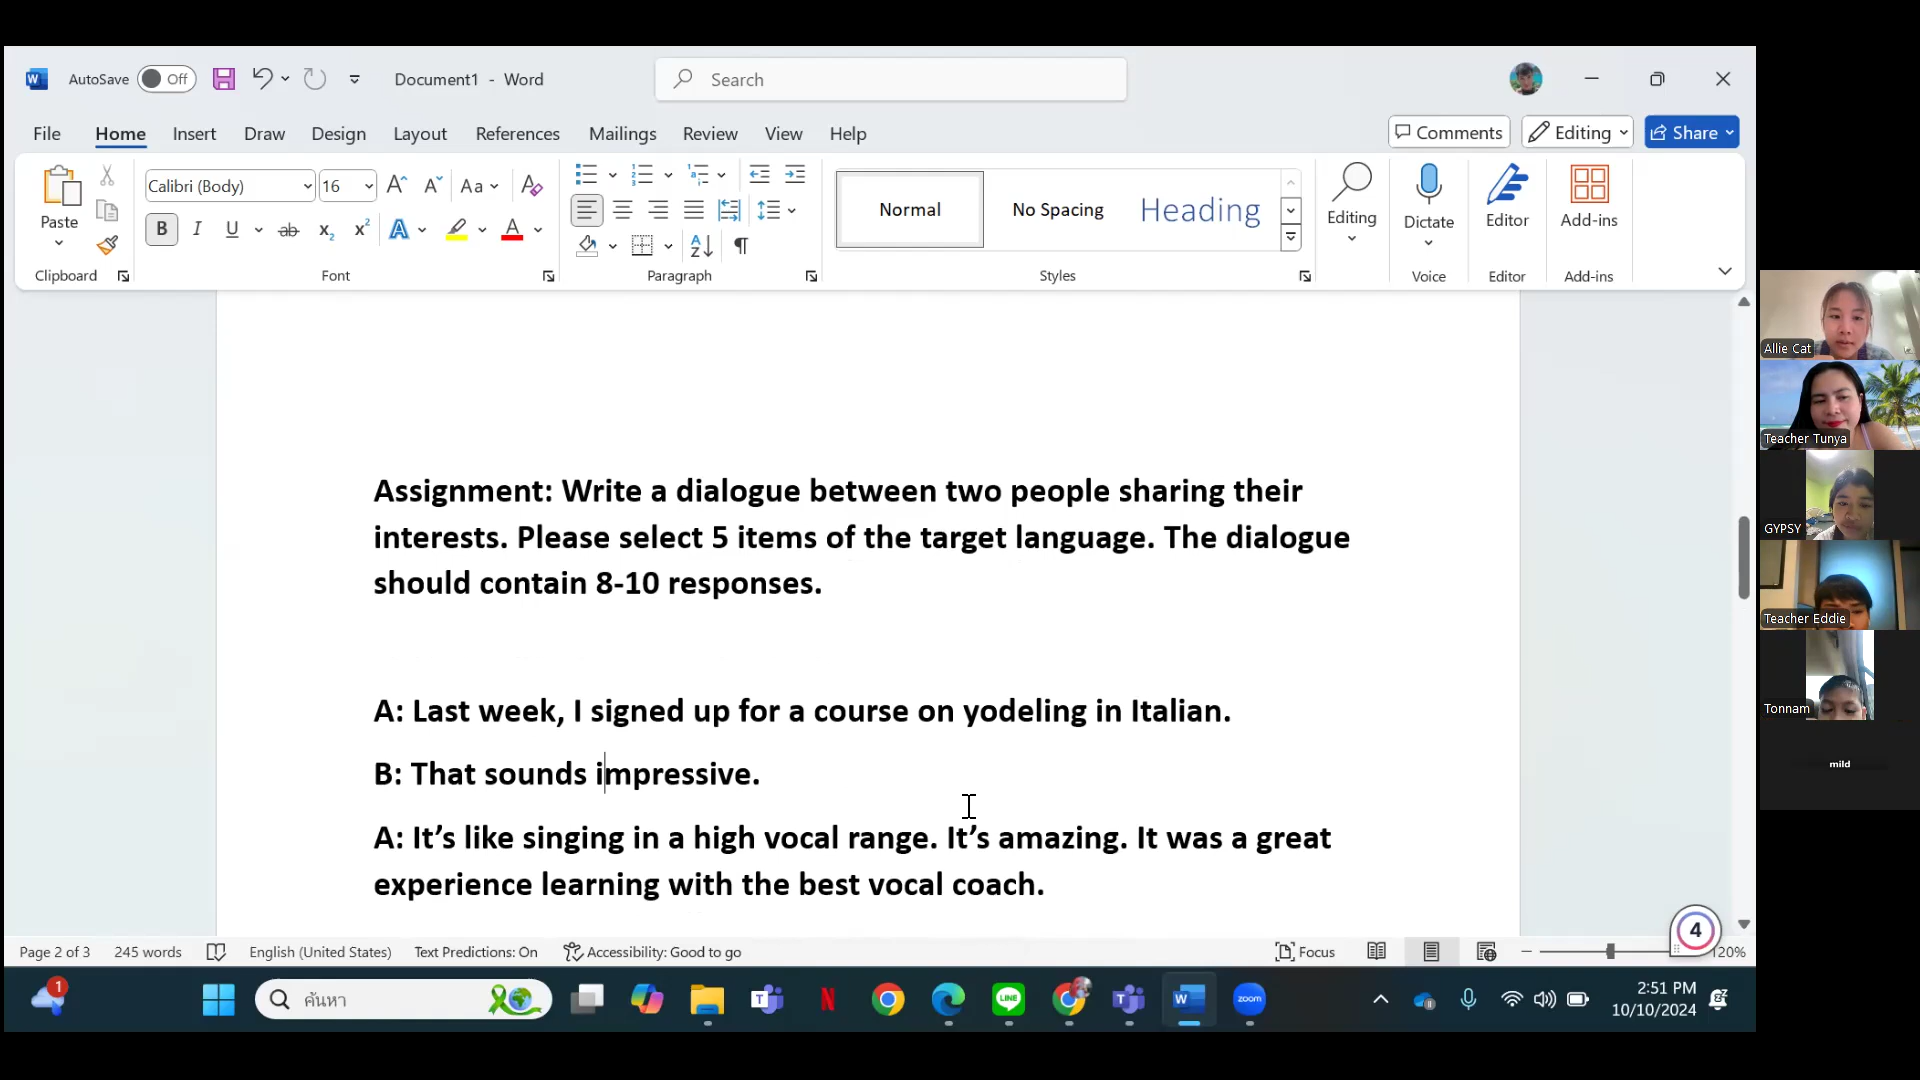 AutoSave Off Document1 - Word Search
File Home Insert Draw Design Layout References Mailings Review View Help Comments Editing Share
Calibri (Body) 16 Aa
Paste
B I U ab x₂ x² A A
Normal No Spacing Heading
Editing Dictate Editor Add-ins
Clipboard Font Paragraph Styles Voice Editor Add-ins
Assignment: Write a dialogue between two people sharing their
interests. Please select 5 items of the target language. The dialogue
should contain 8-10 responses.
A: Last week, I signed up for a course on yodeling in Italian.
B: That sounds impressive.
A: It’s like singing in a high vocal range. It’s amazing. It was a great
experience learning with the best vocal coach.
Allie Cat
Teacher Tunya
GYPSY
Teacher Eddie
Tonnam
mild
4
Page 2 of 3 245 words English (United States) Text Predictions: On Accessibility: Good to go Focus 120%
1 ค้นหา LINE zoom
2:51 PM
10/10/2024